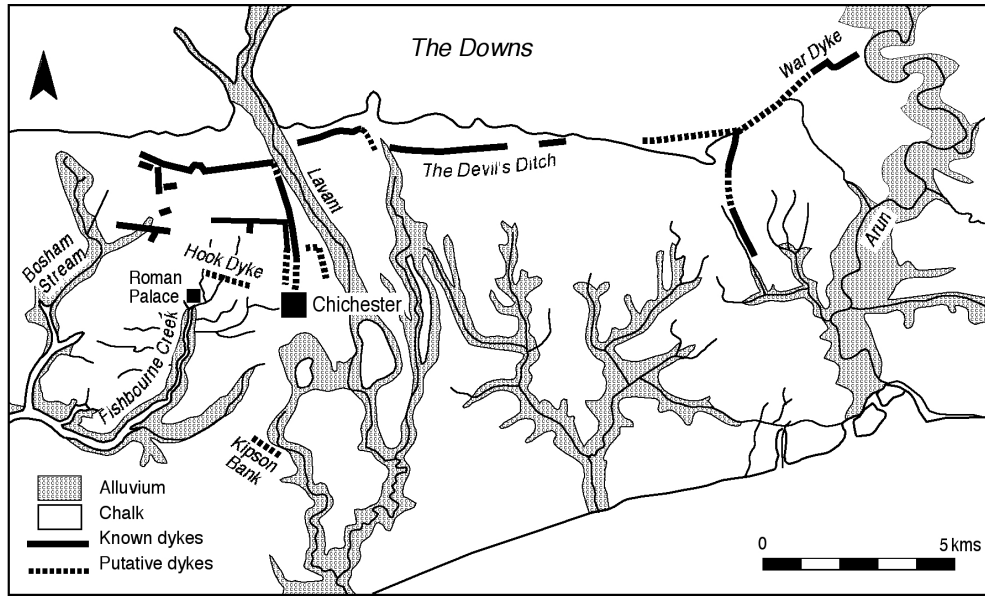 The Downs
War Dyke
The Devil's Ditch
Lavant
Arun
Bosham
Stream
Hook Dyke
Roman
Palace
Chichester
Fishbourne Creek
Kipson
Bank
Alluvium
Chalk
Known dykes
Putative dykes
0 5 kms